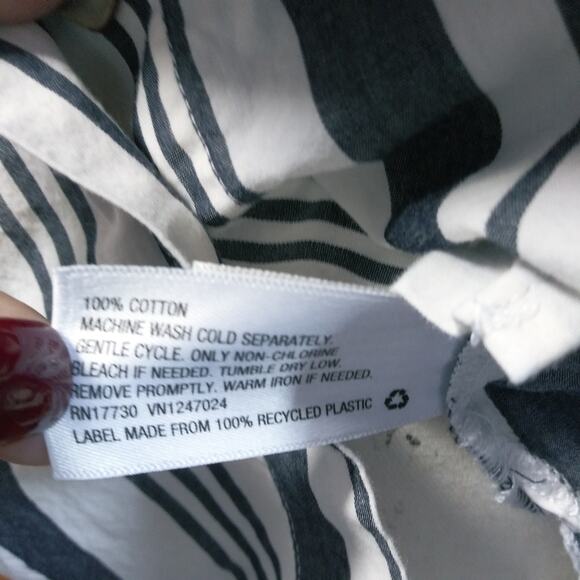 100% COTTON
MACHINE WASH COLD SEPARATELY.
GENTLE CYCLE. ONLY NON-CHLORINE
BLEACH IF NEEDED. TUMBLE DRY LOW.
REMOVE PROMPTLY. WARM IRON IF NEEDED.
RN17730 VN1247024
LABEL MADE FROM 100% RECYCLED PLASTIC